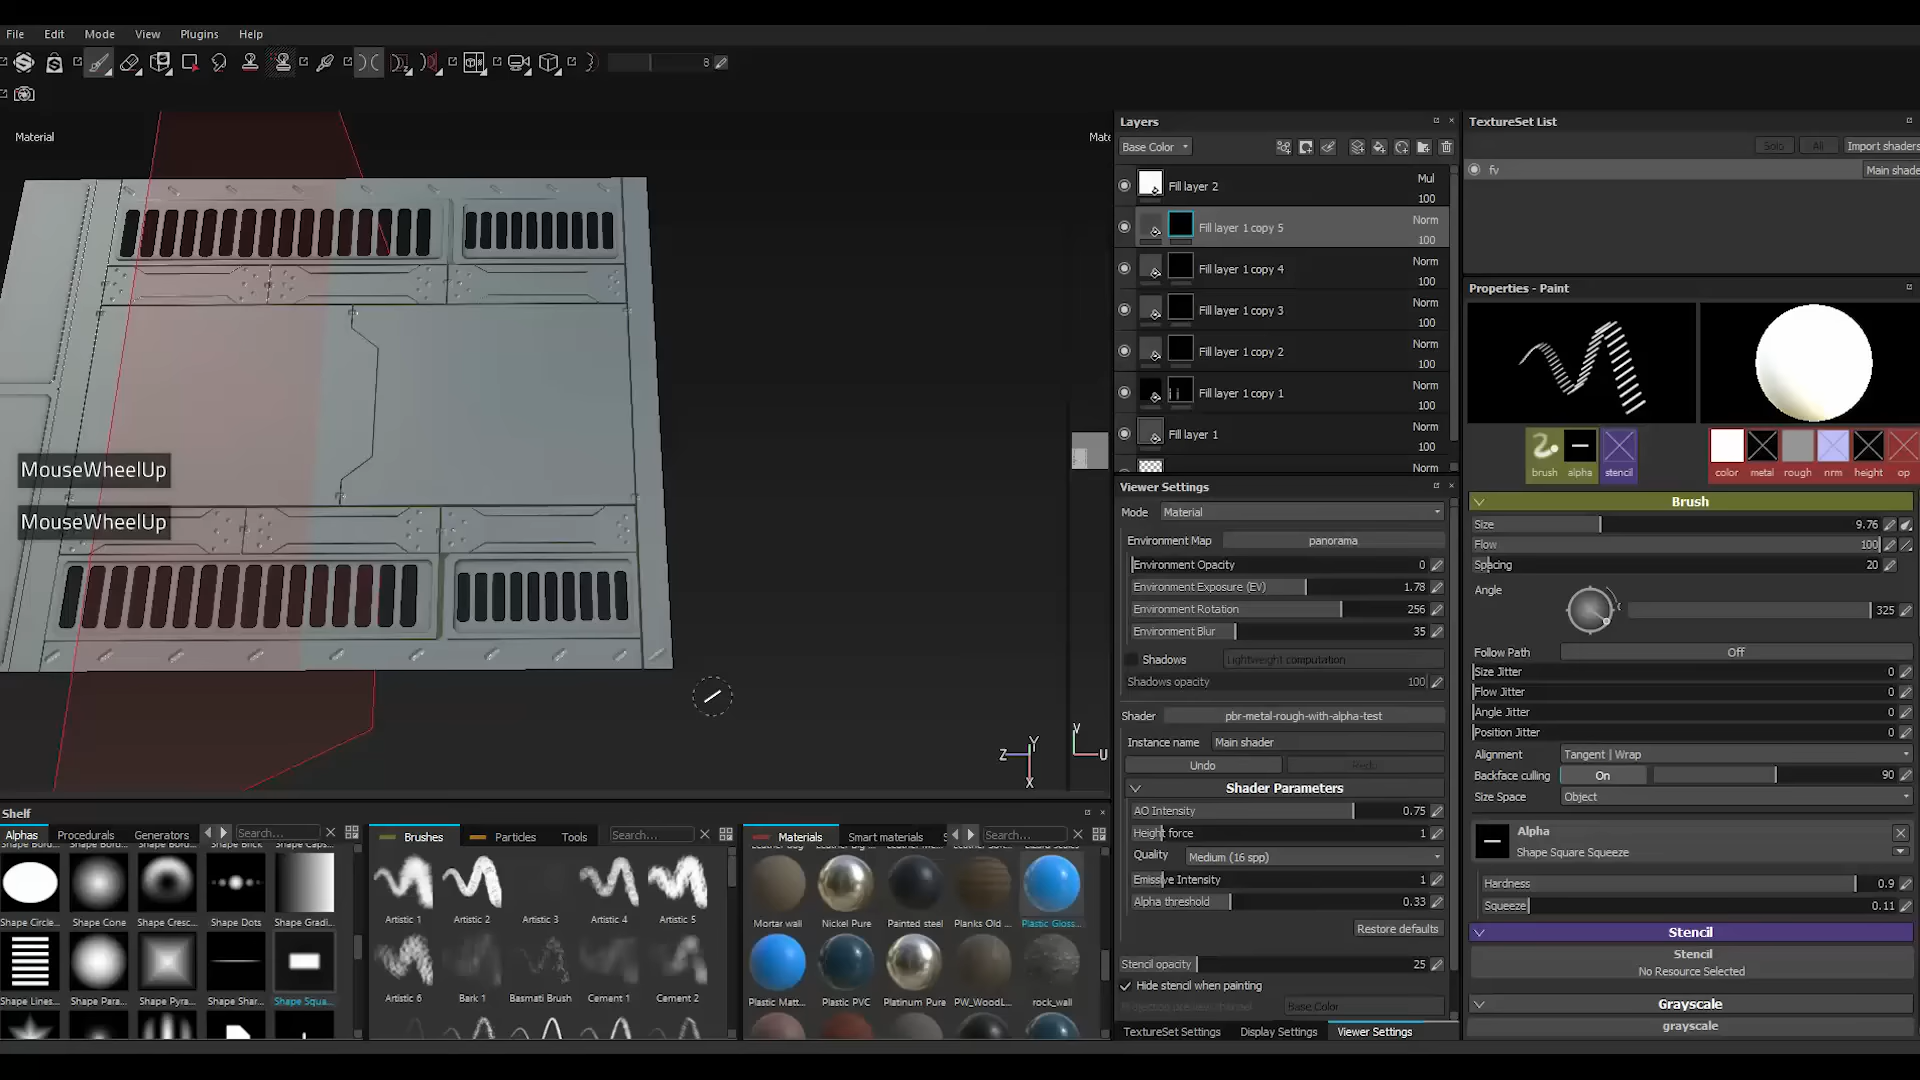 File Edit Mode View Plugins Help
8
Material
Mate
MouseWheelUp
MouseWheelUp
Z Y X
V U
Layers
Base Color
Fill layer 2 Mul 100
Fill layer 1 copy 5 Norm 100
Fill layer 1 copy 4 Norm 100
Fill layer 1 copy 3 Norm 100
Fill layer 1 copy 2 Norm 100
Fill layer 1 copy 1 Norm 100
Fill layer 1 Norm 100
Norm
Viewer Settings
Mode Material
Environment Map panorama
Environment Opacity 0
Environment Exposure (EV) 1.78
Environment Rotation 256
Environment Blur 35
Shadows Lightweight computation
Shadows opacity 100
Shader pbr-metal-rough-with-alpha-test
Instance name Main shader
Undo Redo
Shader Parameters
AO Intensity 0.75
Height force 1
Quality Medium (16 spp)
Emissive Intensity 1
Alpha threshold 0.33
Restore defaults
Stencil opacity 25
Hide stencil when painting
Base Color
TextureSet Settings Display Settings Viewer Settings
TextureSet List
Solo All Import shaders
fv Main shade
Properties - Paint
brush alpha stencil color metal rough nrm height op
Brush
Size 9.76
Flow 100
Spacing 20
Angle 325
Follow Path Off
Size Jitter 0
Flow Jitter 0
Angle Jitter 0
Position Jitter 0
Alignment Tangent | Wrap
Backface culling On 90
Size Space Object
Alpha
Shape Square Squeeze
Hardness 0.9
Squeeze 0.11
Stencil
Stencil
No Resource Selected
Grayscale
grayscale
Shelf
Alphas Procedurals Generators Search...
Shape Circle Shape Cone Shape Cresc... Shape Dots Shape Gradi...
Shape Lines... Shape Para... Shape Pyra... Shape Shar... Shape Squa...
Brushes Particles Tools Search...
Artistic 1 Artistic 2 Artistic 3 Artistic 4 Artistic 5
Artistic 6 Bark 1 Basmati Brush Cement 1 Cement 2
Materials Smart materials S Search...
Mortar wall Nickel Pure Painted steel Planks Old ... Plastic Gloss...
Plastic Matt... Plastic PVC Platinum Pure PW_WoodL... rock_wall